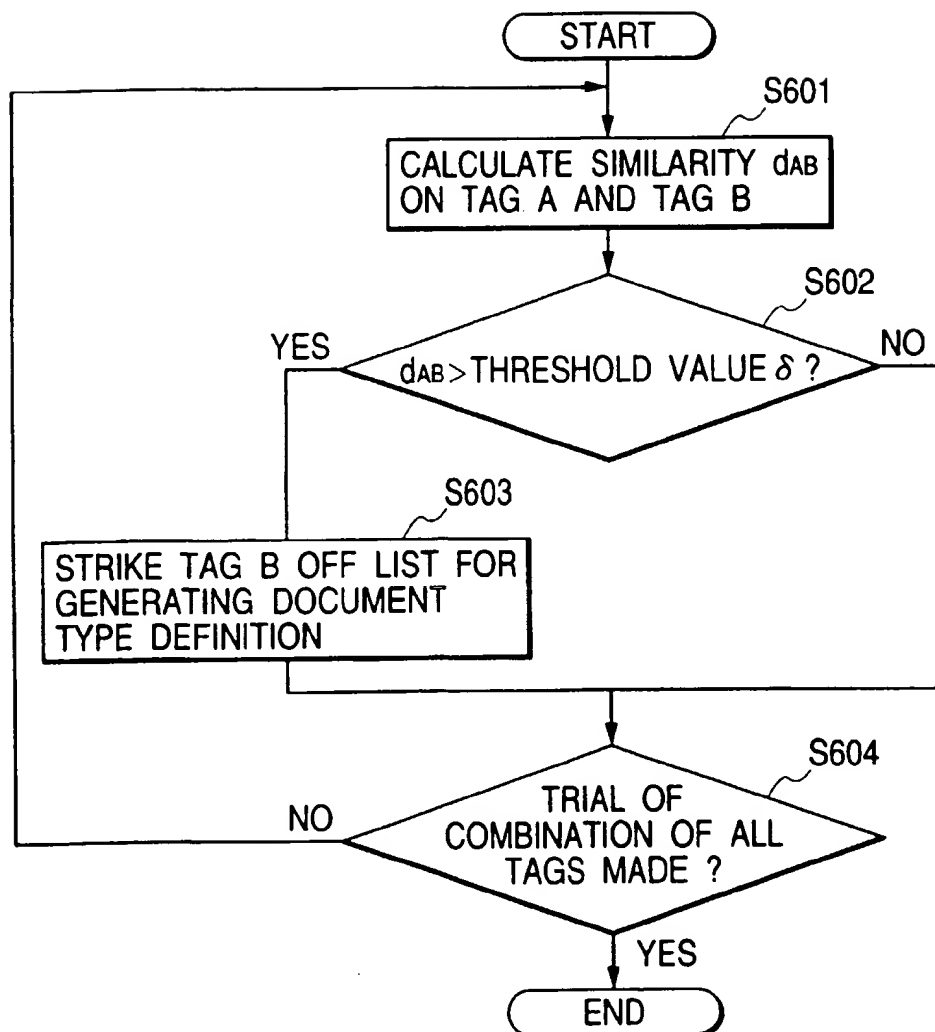 START
S601
CALCULATE SIMILARITY dAB
ON TAG A AND TAG B
S602
YES
NO
dAB > THRESHOLD VALUE δ ?
S603
STRIKE TAG B OFF LIST FOR
GENERATING DOCUMENT
TYPE DEFINITION
S604
NO
TRIAL OF
COMBINATION OF ALL
TAGS MADE ?
YES
END